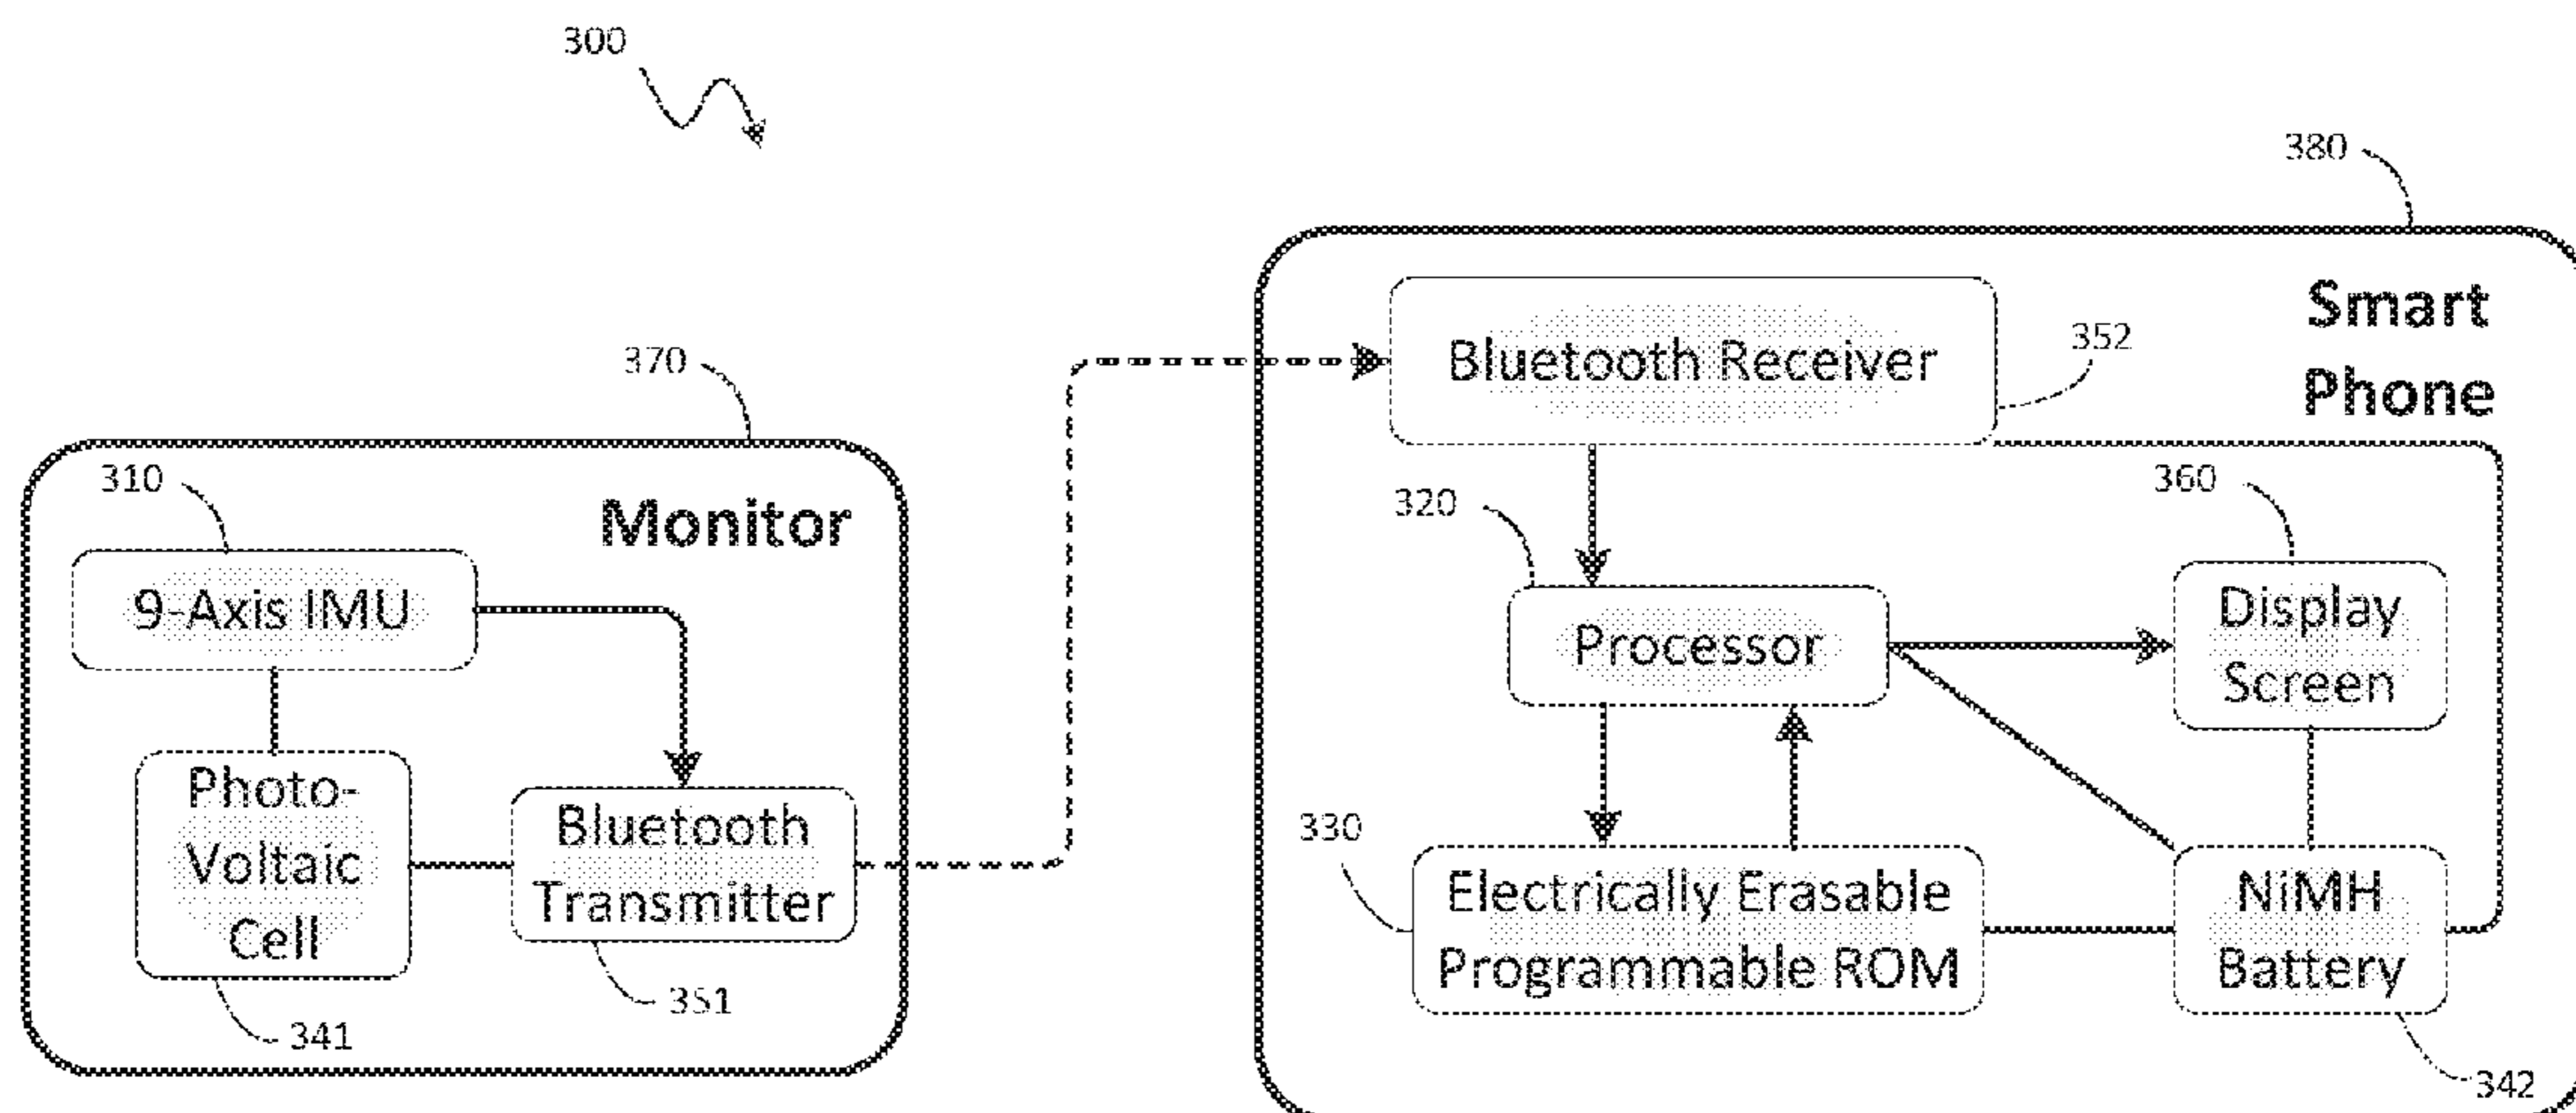 300
380
Smart
Phone
Bluetooth Receiver
352
370
Monitor
310
9-Axis IMU
320
360
Processor
Display
Screen
Photo-
Voltaic
Cell
Bluetooth
Transmitter
351
341
330
Electrically Erasable
Programmable ROM
NiMH
Battery
342